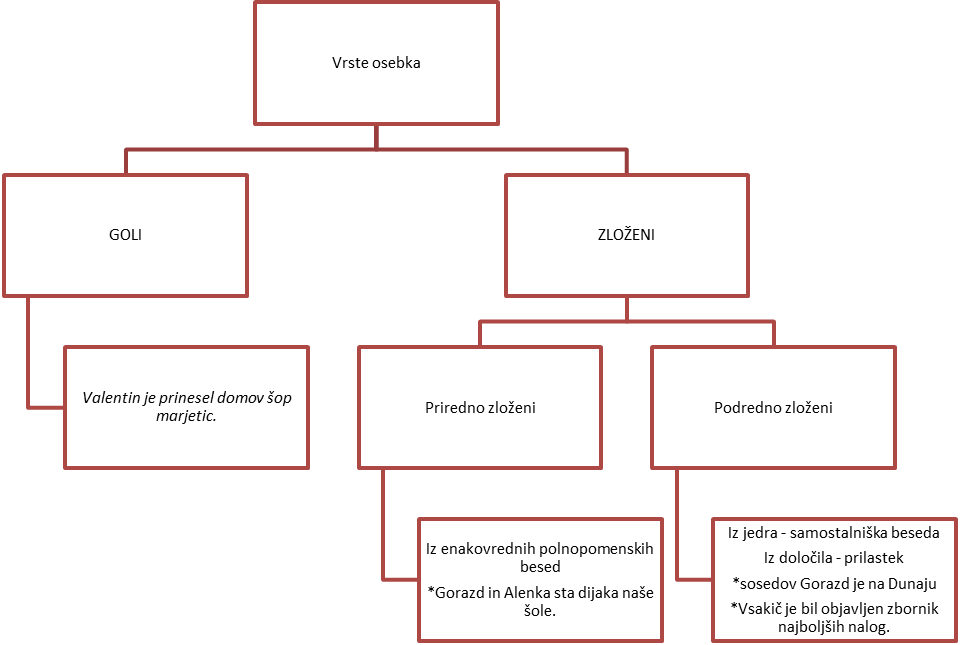 Vrste osebka
GOLI
ZLOŽENI
Valentin je prinesel domov šop
marjetic.
Priredno zloženi
Podredno zloženi
Iz enakovrednih polnopomenskih
besed
*Gorazd in Alenka sta dijaka naše
šole.
Iz jedra - samostalniška beseda
Iz določila - prilastek
*sosedov Gorazd je na Dunaju
*Vsakič je bil objavljen zbornik
najboljših nalog.